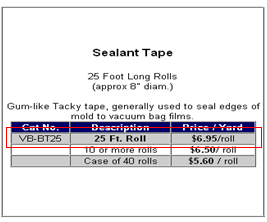 Sealant Tape
25 Foot Long Rolls
(approx 8" diam.)
Gum-like Tacky tape, generally used to seal edges of
mold to vacuum bag films.
Cat No. Description Price / Yard
VB-BT25 25 Ft. Roll $6.95/roll
10 or more rolls $6.50/ roll
Case of 40 rolls $5.60 / roll